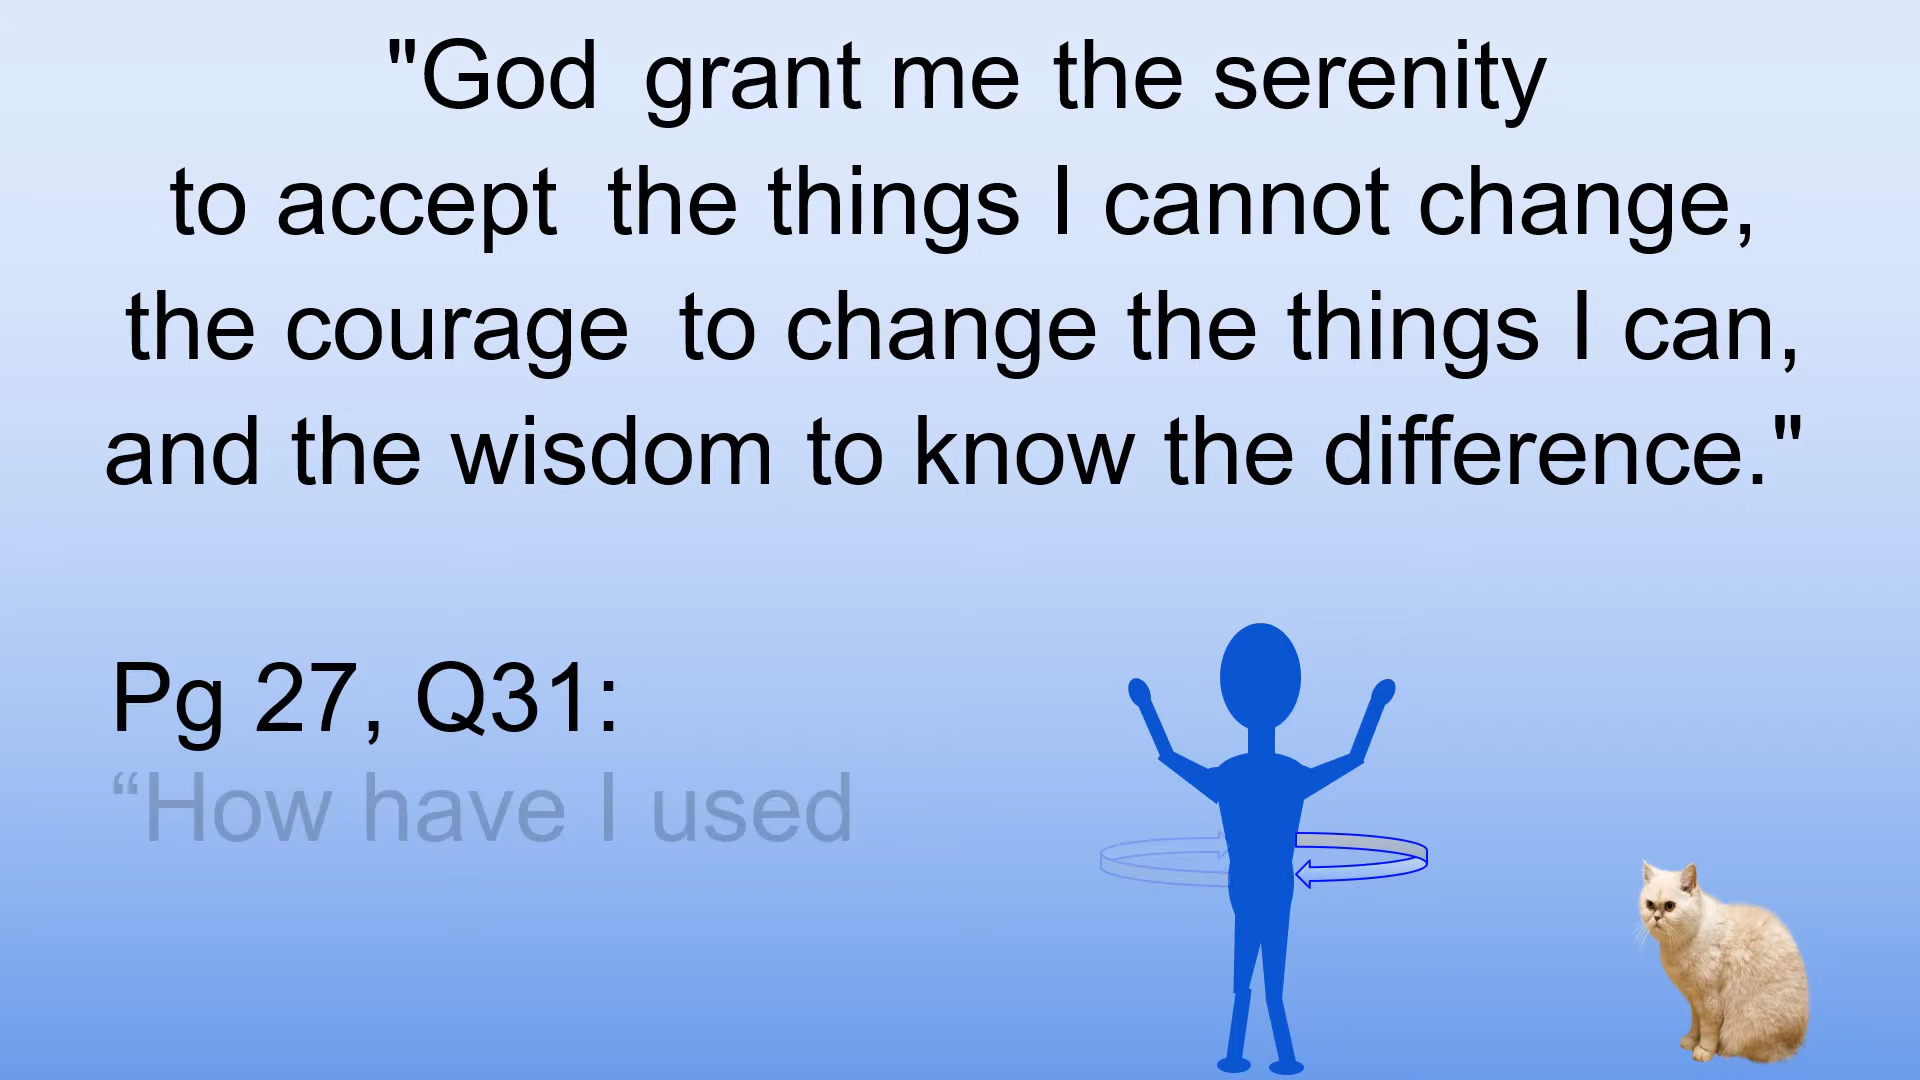 "God grant me the serenity
to accept the things I cannot change,
the courage to change the things I can,
and the wisdom to know the difference."
Pg 27, Q31:
“How have I used